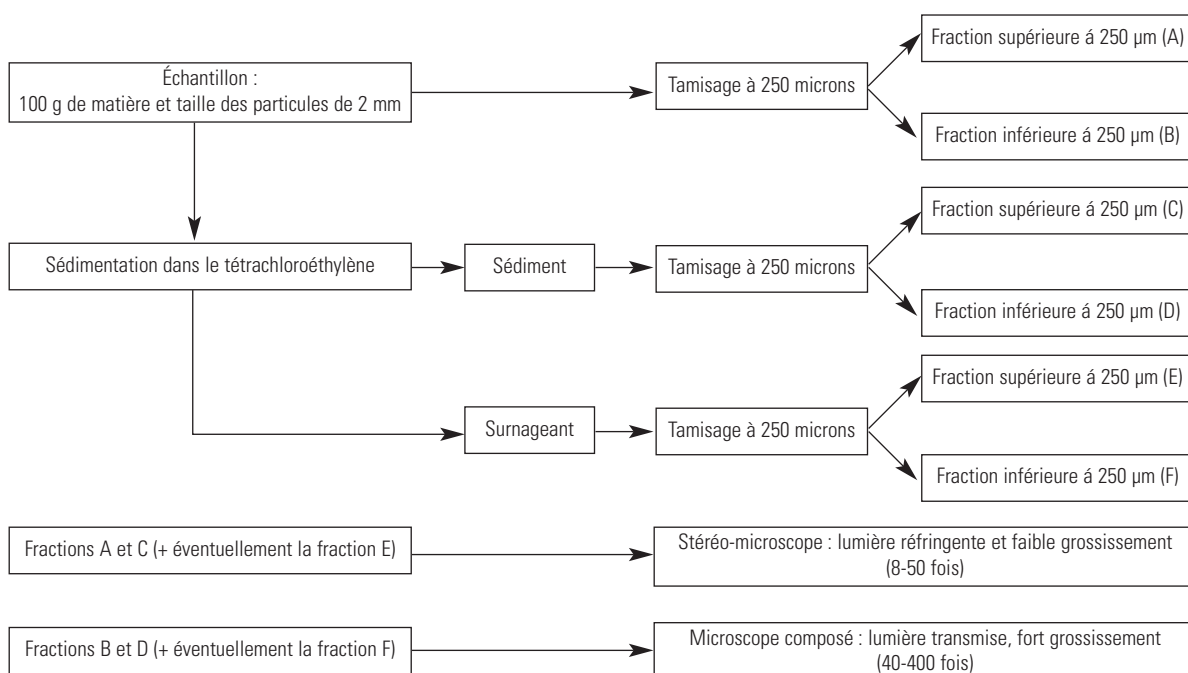 Fraction supérieure á 250 µm (A)
Échantillon :
100 g de matière et taille des particules de 2 mm
Tamisage à 250 microns
Fraction inférieure á 250 µm (B)
Fraction supérieure á 250 µm (C)
Sédimentation dans le tétrachloroéthylène
Sédiment
Tamisage à 250 microns
Fraction inférieure á 250 µm (D)
Fraction supérieure á 250 µm (E)
Surnageant
Tamisage à 250 microns
Fraction inférieure á 250 µm (F)
Fractions A et C (+ éventuellement la fraction E)
Stéréo-microscope : lumière réfringente et faible grossissement
(8-50 fois)
Fractions B et D (+ éventuellement la fraction F)
Microscope composé : lumière transmise, fort grossissement
(40-400 fois)